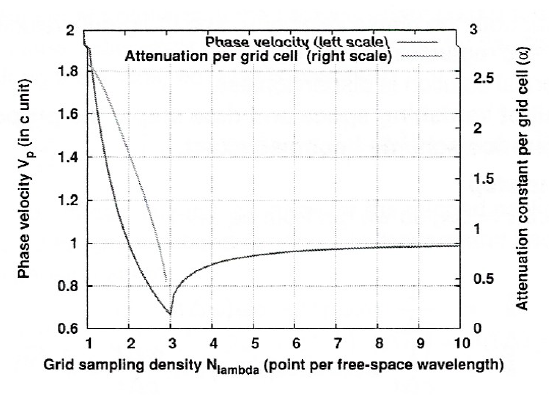 2
3
Phase velocity (left scale)
Attenuation per grid cell (right scale)
1.8
1.6
1.4
1.2
1
0.8
0.6
2.5
2
1.5
1
0.5
0
Phase velocity Vp (in c unit)
Attenuation constant per grid cell (α)
1 2 3 4 5 6 7 8 9 10
Grid sampling density Nlambda (point per free-space wavelength)